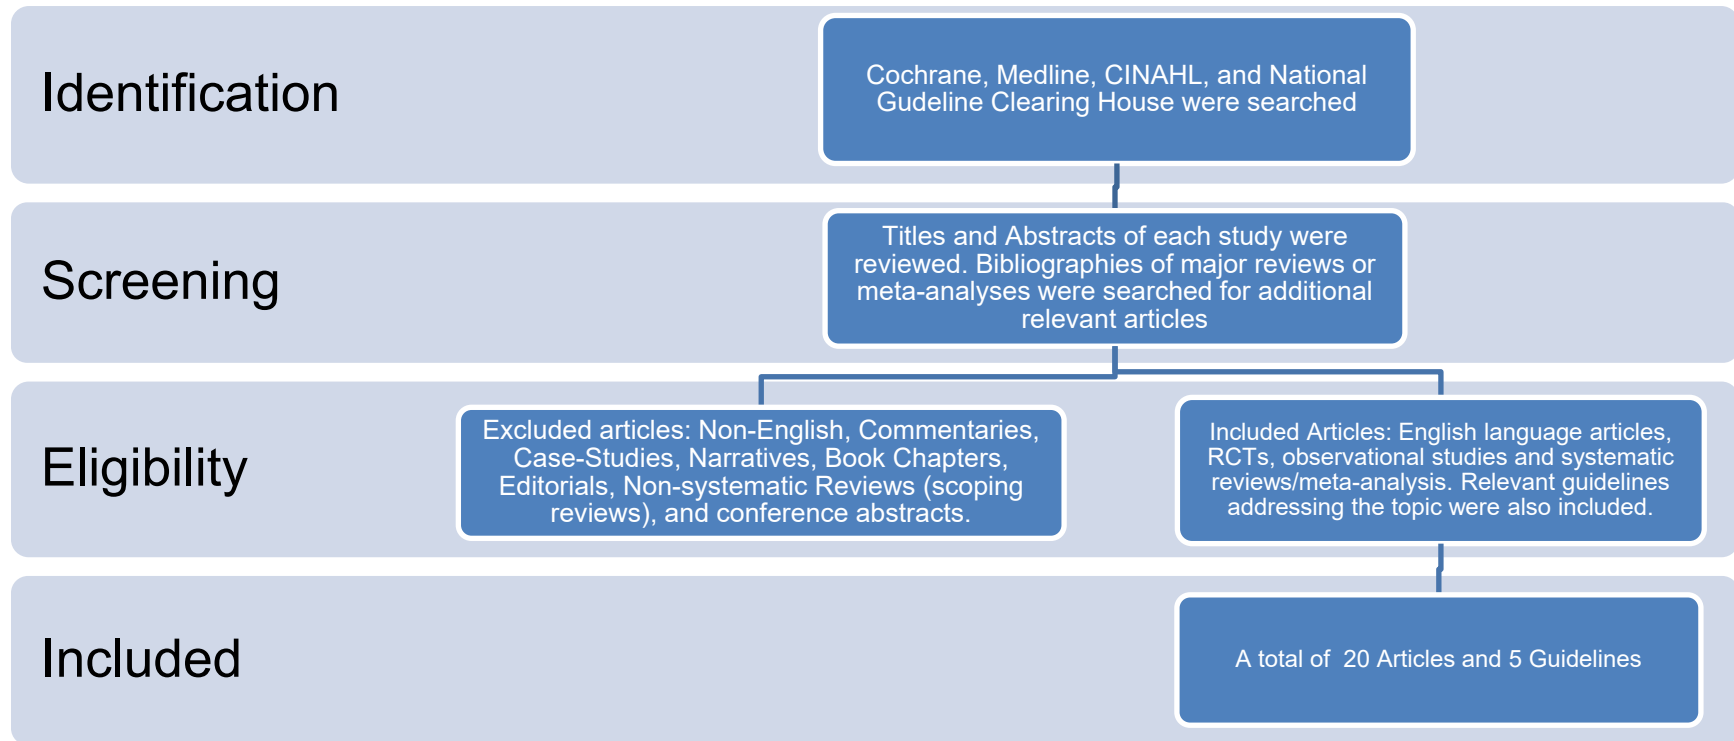 Identification
Cochrane, Medline, CINAHL, and National
Gudeline Clearing House were searched
Screening
Titles and Abstracts of each study were
reviewed. Bibliographies of major reviews or
meta-analyses were searched for additional
relevant articles
Eligibility
Excluded articles: Non-English, Commentaries,
Case-Studies, Narratives, Book Chapters,
Editorials, Non-systematic Reviews (scoping
reviews), and conference abstracts.
Included Articles: English language articles,
RCTs, observational studies and systematic
reviews/meta-analysis. Relevant guidelines
addressing the topic were also included.
Included
A total of  20 Articles and 5 Guidelines